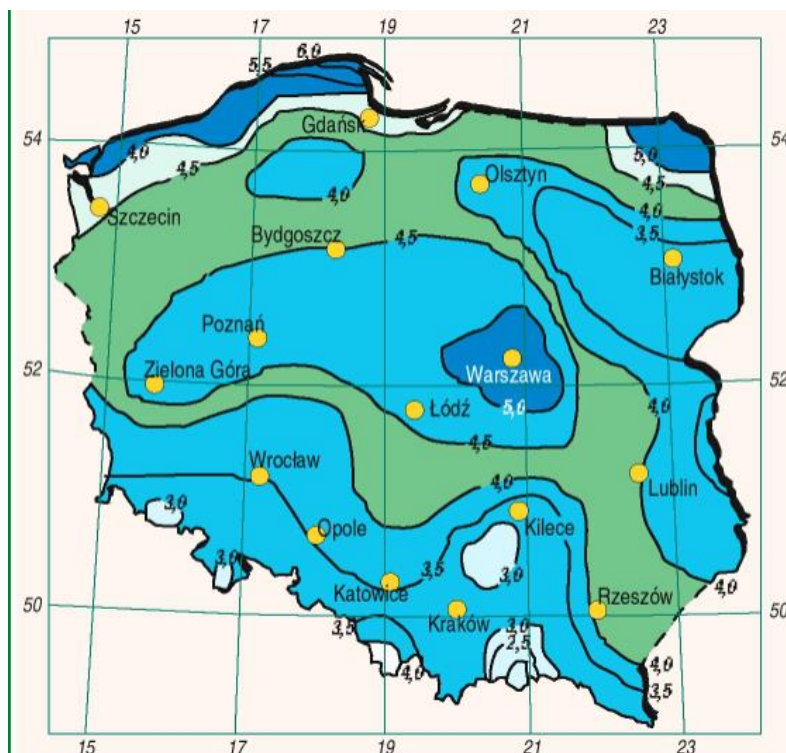 15 17 19 21 23
6,0
5,5
54 54
Gdańsk
4,0
5,0
4,5
4,5
Olsztyn
4,0
4,0
4,0
Szczecin
3,5
Bydgoszcz
4,5
Białystok
Poznań
52 52
Zielona Góra
Warszawa
4,0
Łódź
5,0
4,5
Wrocław
4,0
Lublin
3,0
Opole
Kilece
3,0
3,5
3,0
4,0
Katowice
Rzeszów
50 50
Kraków
3,5
3,0
2,5
4,0
4,0
3,5
15 17 19 21 23